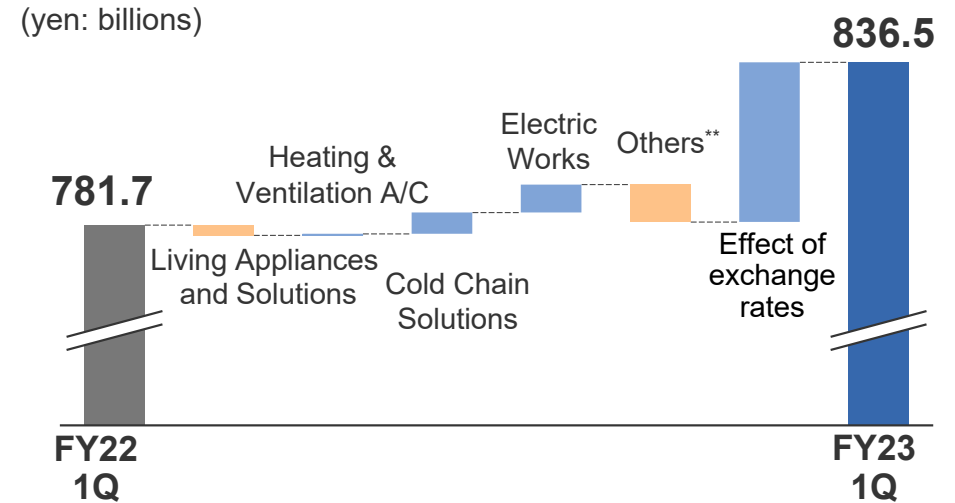 (yen: billions)
836.5
781.7
Heating &
Ventilation A/C
Electric
Works
Others**
Living Appliances
and Solutions
Cold Chain
Solutions
Effect of
exchange
rates
FY22
1Q
FY23
1Q